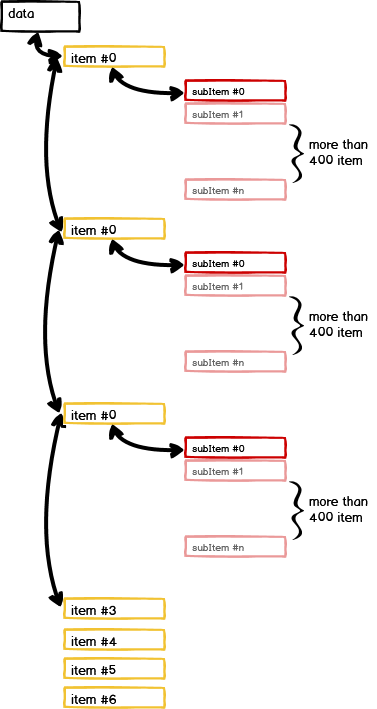 data
item #0
subItem #0
subItem #1
more than
400 item
subItem #n
item #0
subItem #0
subItem #1
more than
400 item
subItem #n
item #0
subItem #0
subItem #1
more than
400 item
subItem #n
item #3
item #4
item #5
item #6